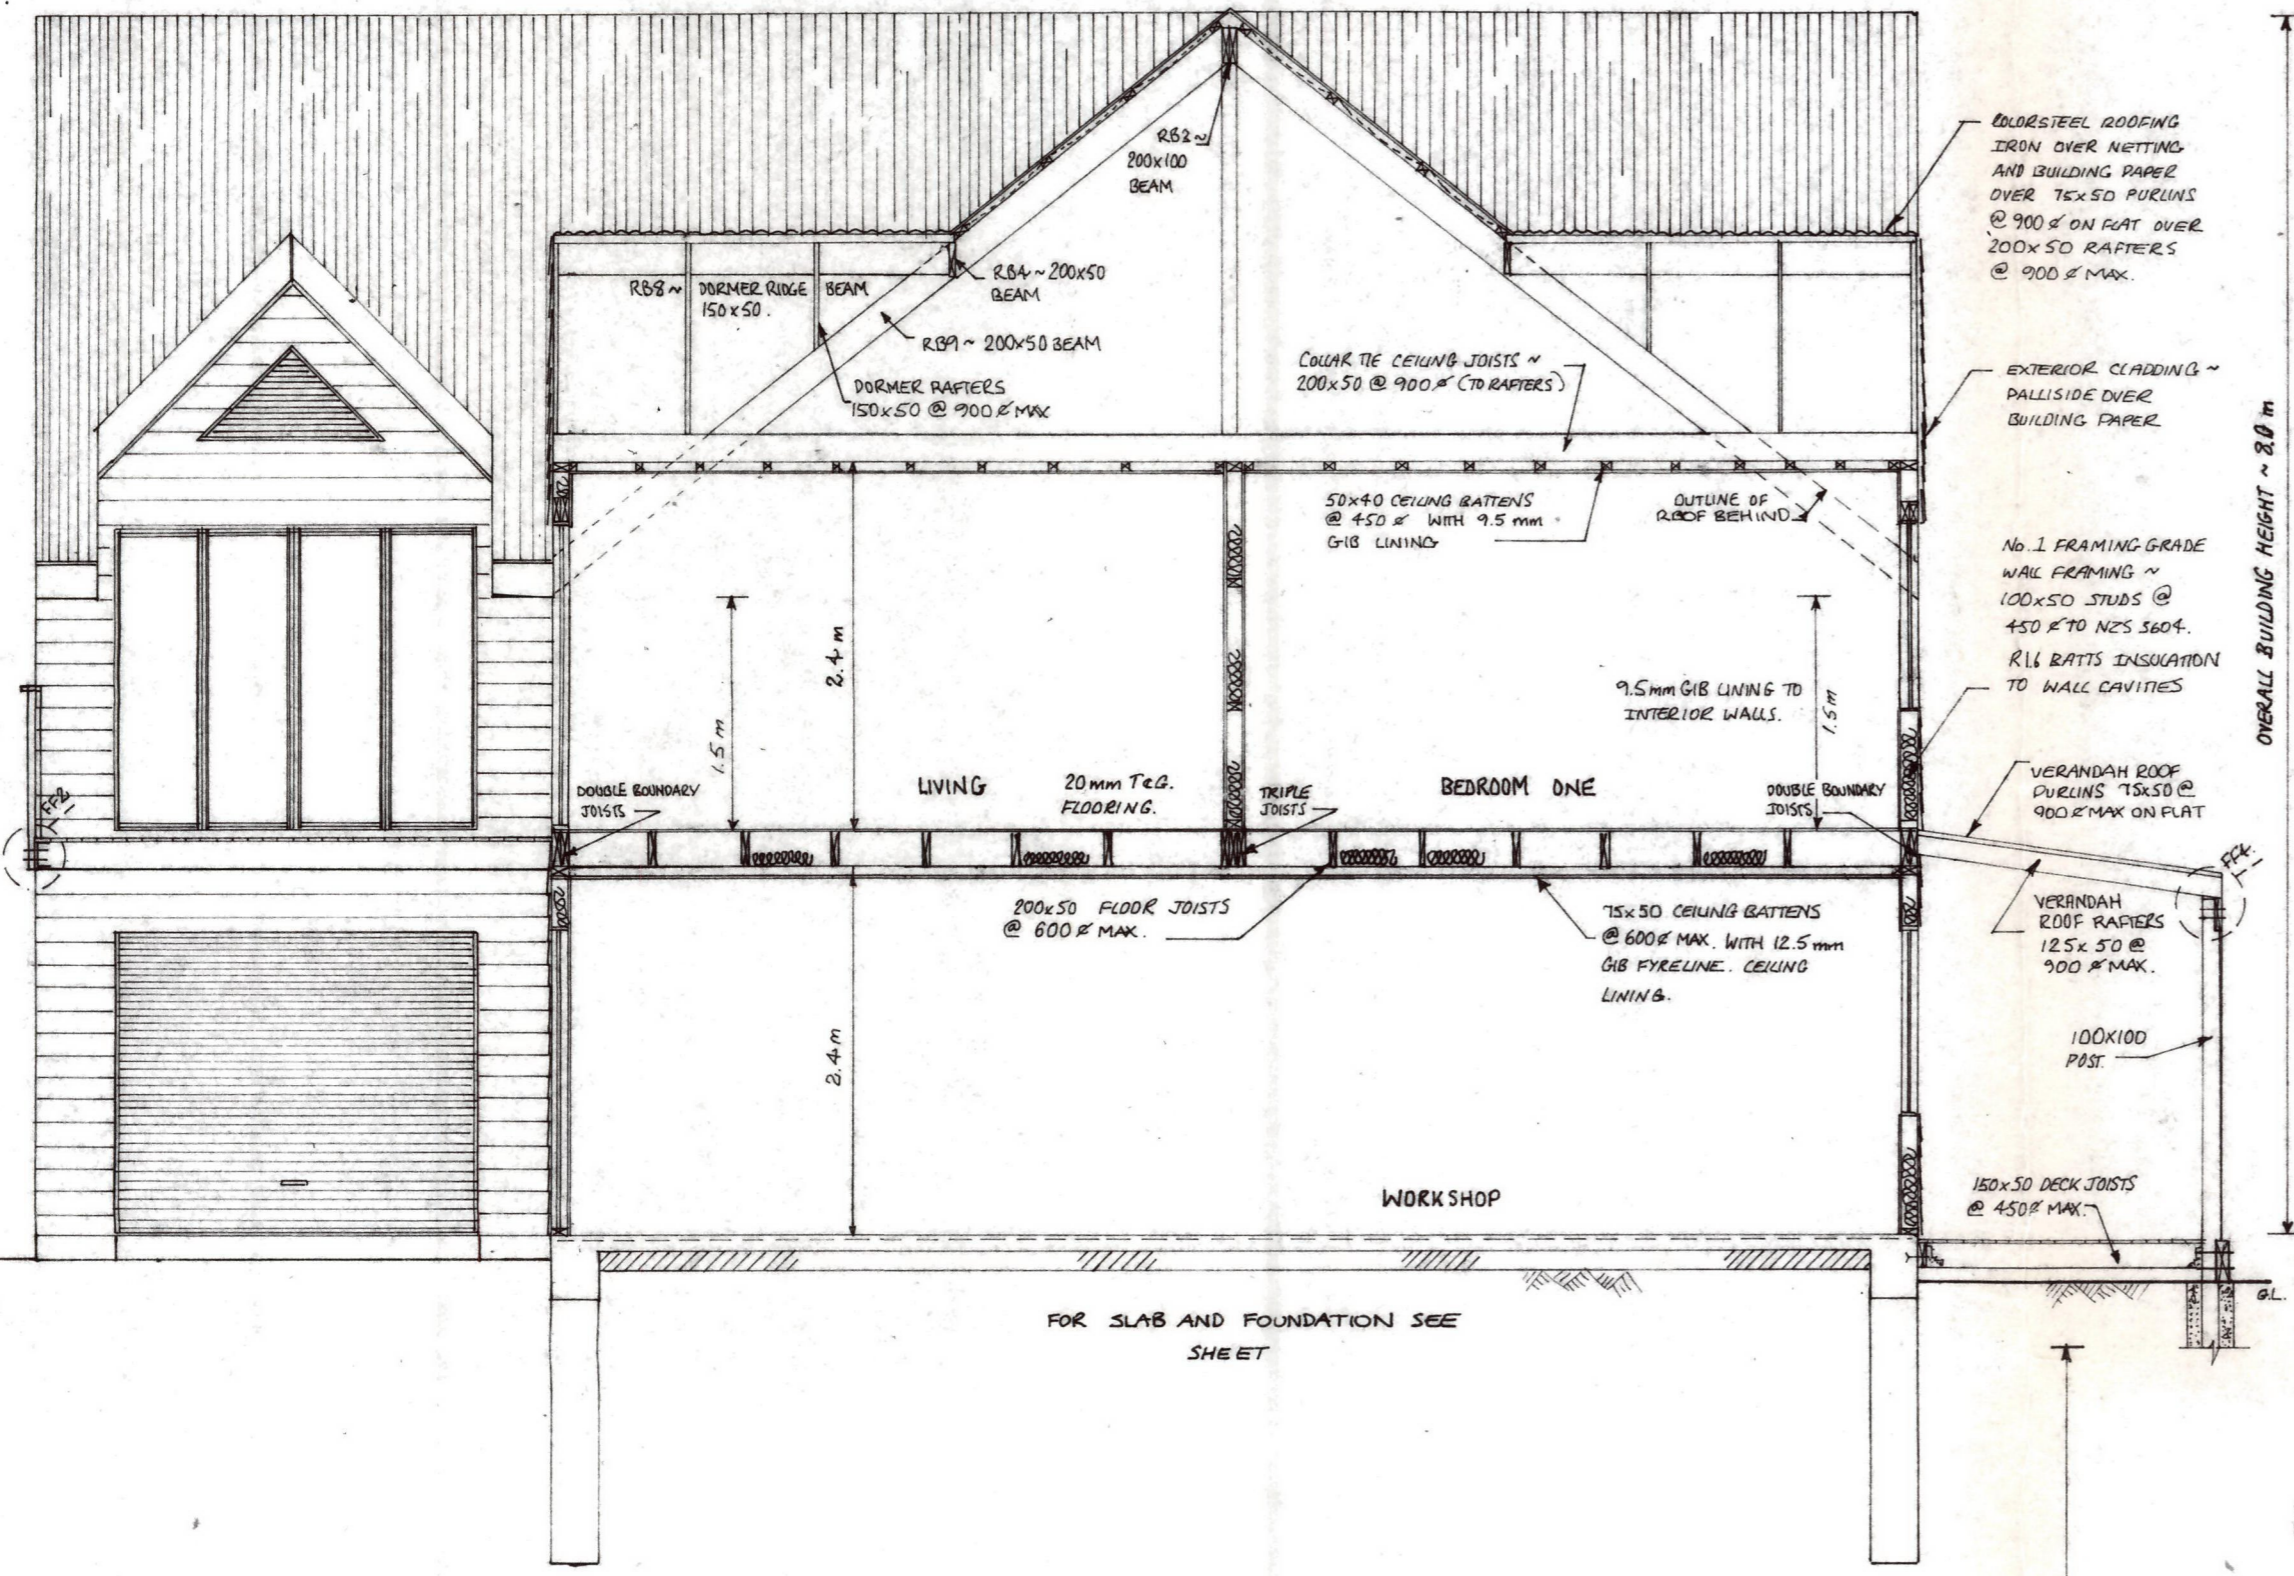 RB3~
200x100
BEAM
COLORSTEEL ROOFING
IRON OVER NETTING
AND BUILDING PAPER
OVER 75x50 PURLINS
@ 900 ¢ ON FLAT OVER
200x50 RAFTERS
@ 900 ¢ MAX.
RB8~ DORMER RIDGE BEAM
150x50.
RB4~200x50
BEAM
RB9~ 200x50 BEAM
DORMER RAFTERS
150x50 @ 900 ¢ MAX
COLLAR TIE CEILING JOISTS ~
200x50 @ 900 ¢ (TO RAFTERS)
EXTERIOR CLADDING ~
PALLISIDE OVER
BUILDING PAPER
OVERALL BUILDING HEIGHT ~ 8.0 m
50x40 CEILING BATTENS
@ 450 ¢ WITH 9.5 mm
GIB LINING
OUTLINE OF
ROOF BEHIND
No. 1 FRAMING GRADE
WALL FRAMING ~
100x50 STUDS @
450 ¢ TO NZS 3604.
R1.6 BATTS INSULATION
TO WALL CAVITIES
2.4 m
1.5 m
9.5mm GIB LINING TO
INTERIOR WALLS.
1.5 m
FF2
DOUBLE BOUNDARY
JOISTS
LIVING
20mm T&G.
FLOORING.
TRIPLE
JOISTS
BEDROOM ONE
DOUBLE BOUNDARY
JOISTS
VERANDAH ROOF
PURLINS 75x50 @
900 ¢ MAX ON FLAT
200x50 FLOOR JOISTS
@ 600 ¢ MAX.
75x50 CEILING BATTENS
@ 600 ¢ MAX. WITH 12.5 mm
GIB FYRELINE. CEILING
LINING.
VERANDAH
ROOF RAFTERS
125x50 @
900 ¢ MAX.
2.4 m
100x100
POST.
WORKSHOP
150x50 DECK JOISTS
@ 450 ¢ MAX.
G.L.
FOR SLAB AND FOUNDATION SEE
SHEET